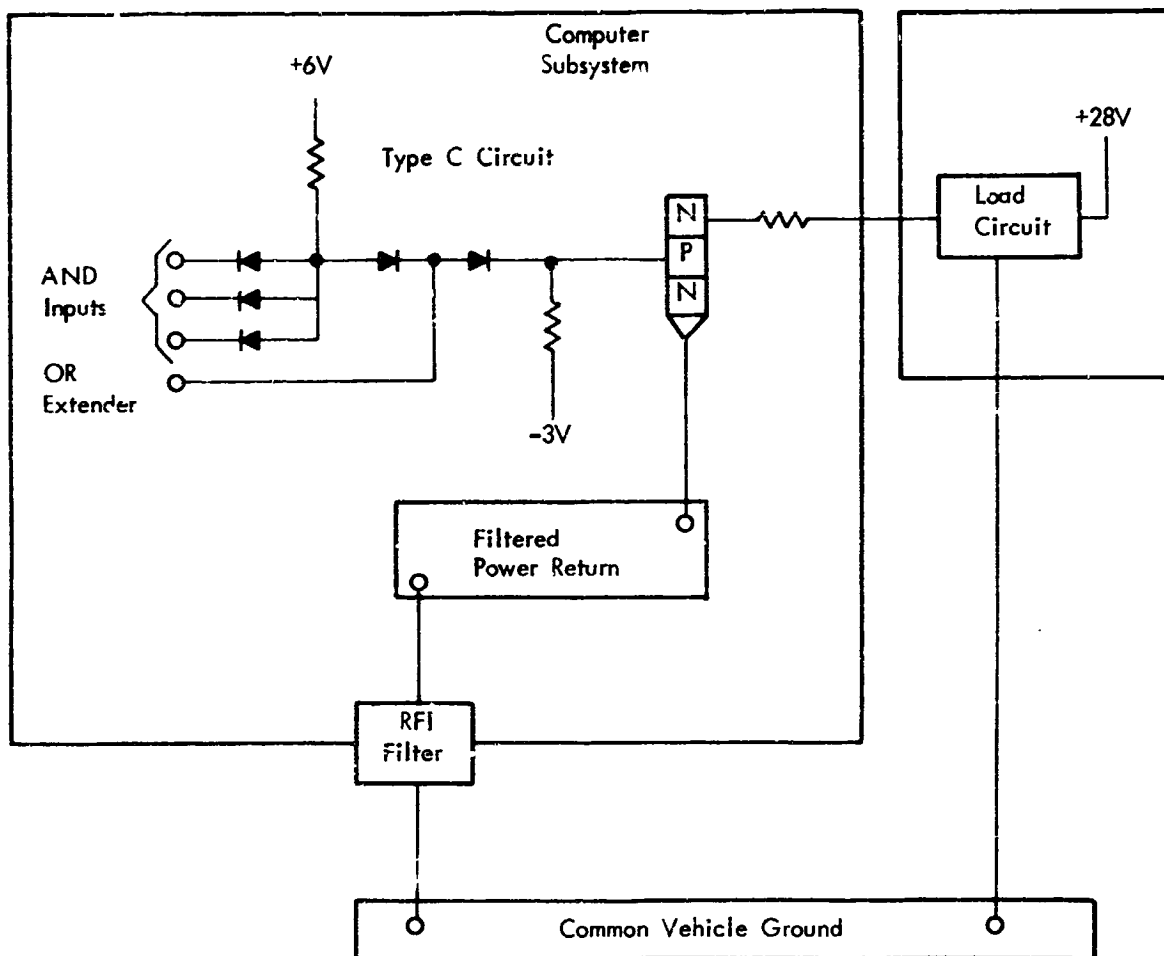 Computer
Subsystem
+6V
+28V
Type C Circuit
Load
Circuit
N
P
N
AND
Inputs
OR
Extender
-3V
Filtered
Power Return
RFI
Filter
Common Vehicle Ground